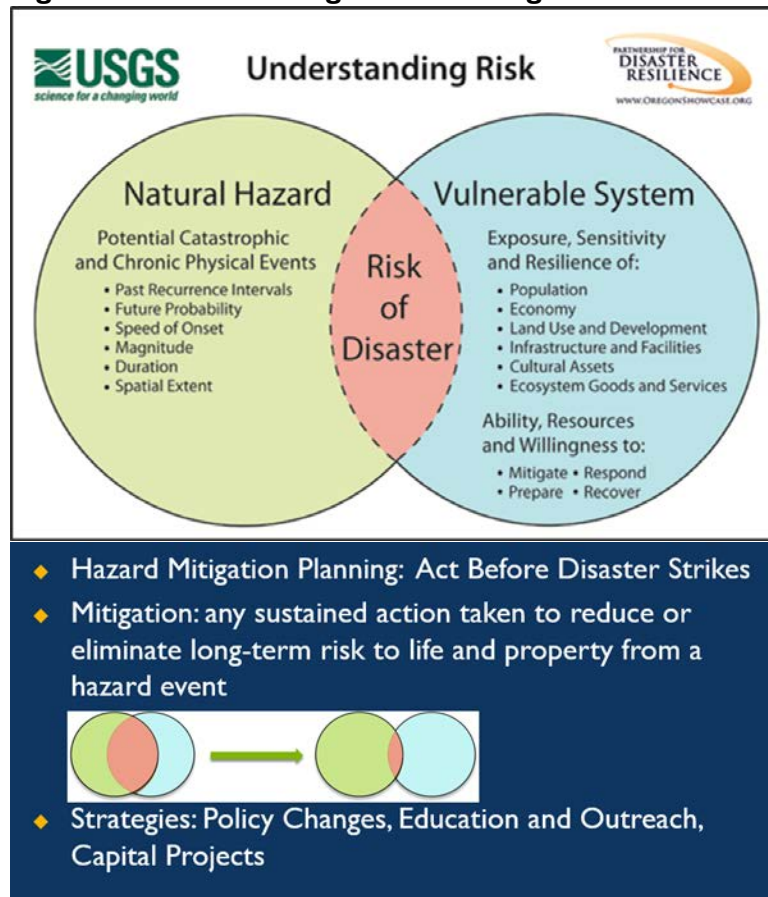 USGS
science for a changing world
Understanding Risk
PARTNERSHIP FOR
DISASTER
RESILIENCE
WWW.OREGONSHOWCASE.ORG
Natural Hazard
Potential Catastrophic
and Chronic Physical Events
• Past Recurrence Intervals
• Future Probability
• Speed of Onset
• Magnitude
• Duration
• Spatial Extent
Risk
of
Disaster
Vulnerable System
Exposure, Sensitivity
and Resilience of:
• Population
• Economy
• Land Use and Development
• Infrastructure and Facilities
• Cultural Assets
• Ecosystem Goods and Services
Ability, Resources
and Willingness to:
• Mitigate • Respond
• Prepare • Recover
Hazard Mitigation Planning: Act Before Disaster Strikes
Mitigation: any sustained action taken to reduce or
eliminate long-term risk to life and property from a
hazard event
Strategies: Policy Changes, Education and Outreach,
Capital Projects